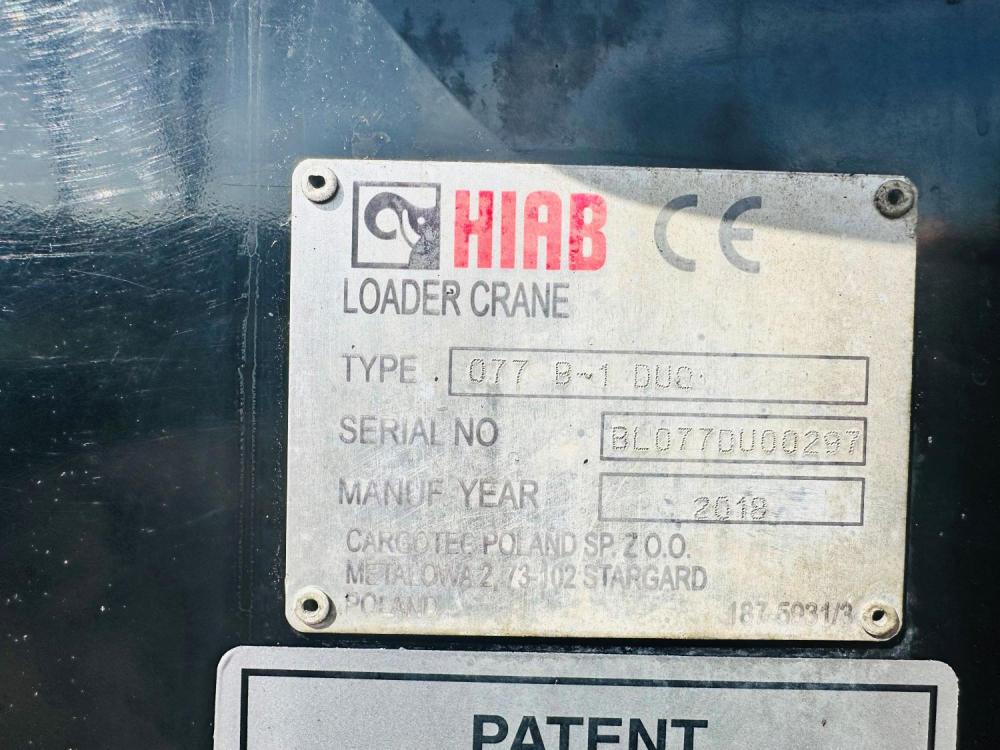 HIAB CE
LOADER CRANE
TYPE 077 B-1 DUO
SERIAL NO BL077DU00297
MANUF YEAR 2018
CARGOTEC POLAND SP. Z O.O.
METALOWA 2, 73-102 STARGARD
POLAND
187-5931/3
PATENT